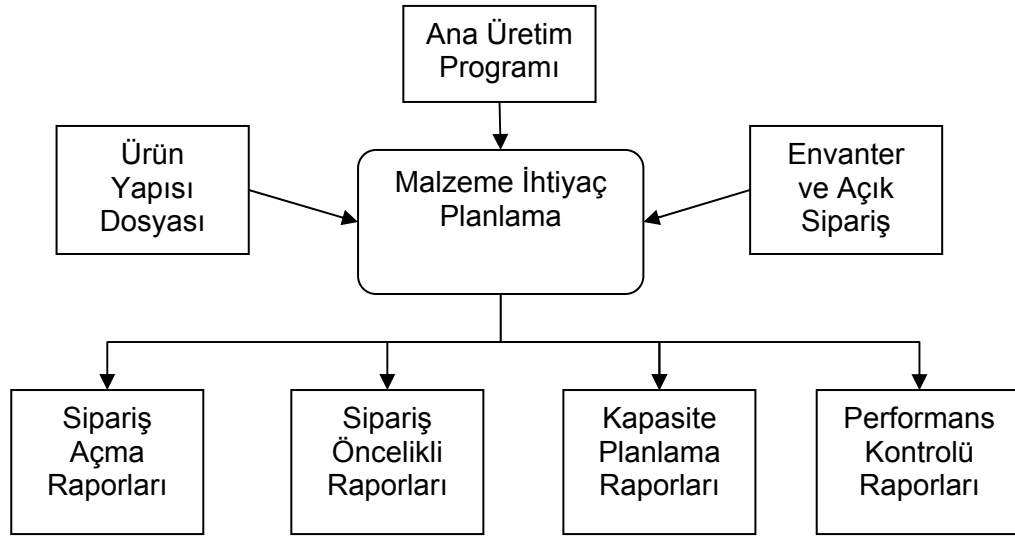 Ana Üretim
Programı
Ürün
Yapısı
Dosyası
Malzeme İhtiyaç
Planlama
Envanter
ve Açık
Sipariş
Sipariş
Açma
Raporları
Sipariş
Öncelikli
Raporları
Kapasite
Planlama
Raporları
Performans
Kontrolü
Raporları